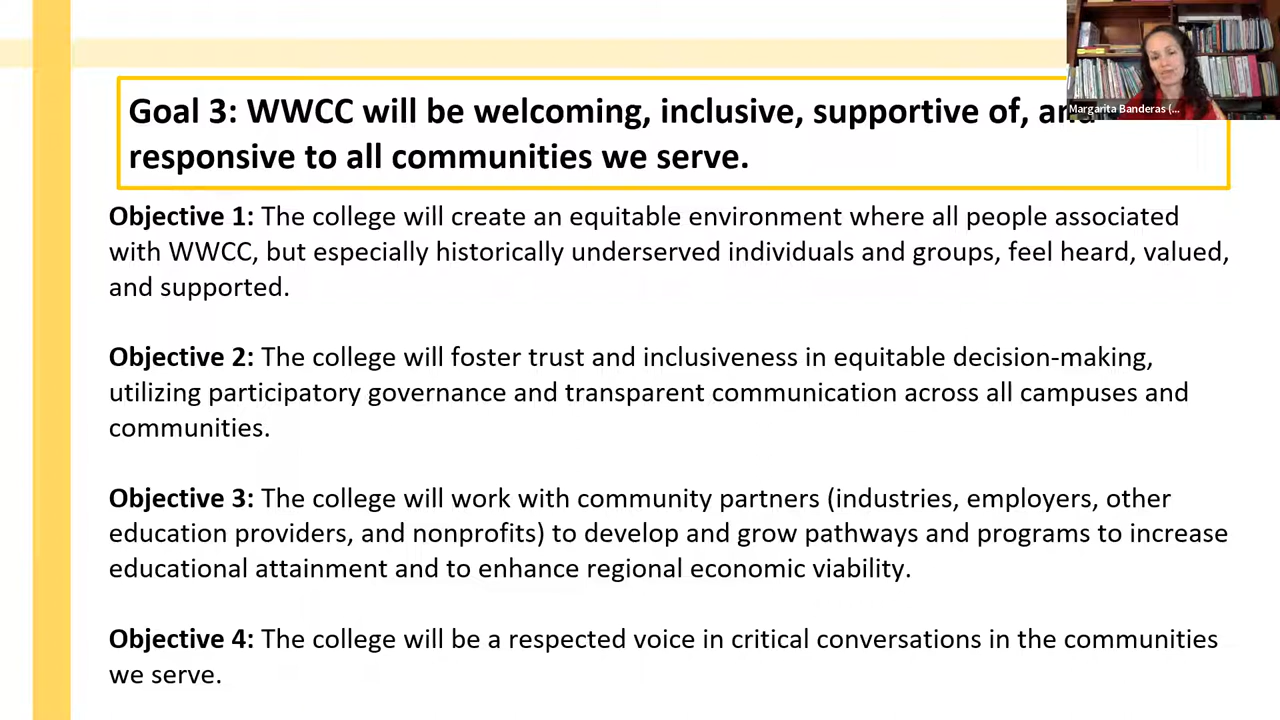 Goal 3: WWCC will be welcoming, inclusive, supportive of, and
responsive to all communities we serve.
Margarita Banderas (...
Objective 1: The college will create an equitable environment where all people associated
with WWCC, but especially historically underserved individuals and groups, feel heard, valued,
and supported.
Objective 2: The college will foster trust and inclusiveness in equitable decision-making,
utilizing participatory governance and transparent communication across all campuses and
communities.
Objective 3: The college will work with community partners (industries, employers, other
education providers, and nonprofits) to develop and grow pathways and programs to increase
educational attainment and to enhance regional economic viability.
Objective 4: The college will be a respected voice in critical conversations in the communities
we serve.